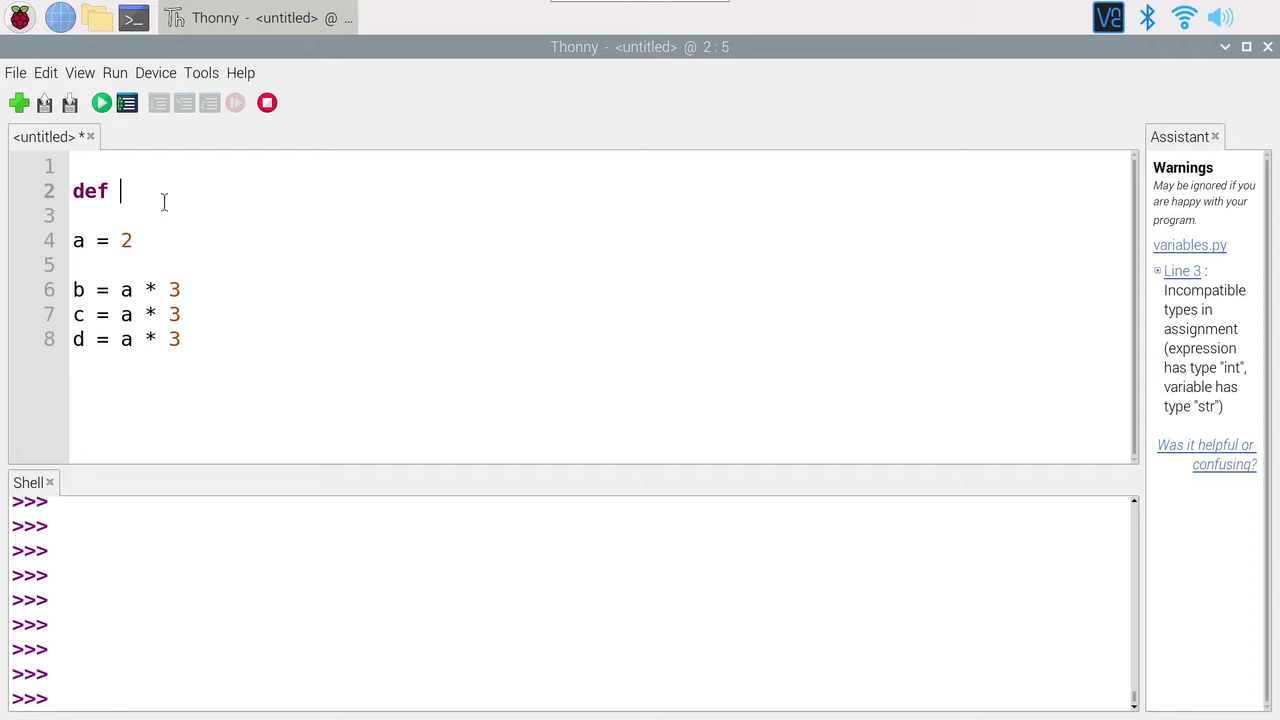 Thonny - <untitled> @ ...
Thonny - <untitled> @ 2 : 5
File Edit View Run Device Tools Help
<untitled> *
1
2 def
3
4 a = 2
5
6 b = a * 3
7 c = a * 3
8 d = a * 3
Shell
>>>
>>>
>>>
>>>
>>>
>>>
>>>
>>>
>>>
Assistant
Warnings
May be ignored if you
are happy with your
program.
variables.py
Line 3 :
Incompatible
types in
assignment
(expression
has type "int",
variable has
type "str")
Was it helpful or
confusing?